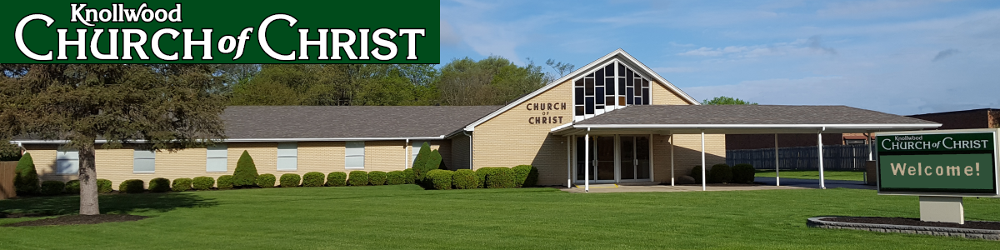 Knollwood
CHURCH of CHRIST
CHURCH
OF
CHRIST
Knollwood
CHURCH of CHRIST
Welcome!